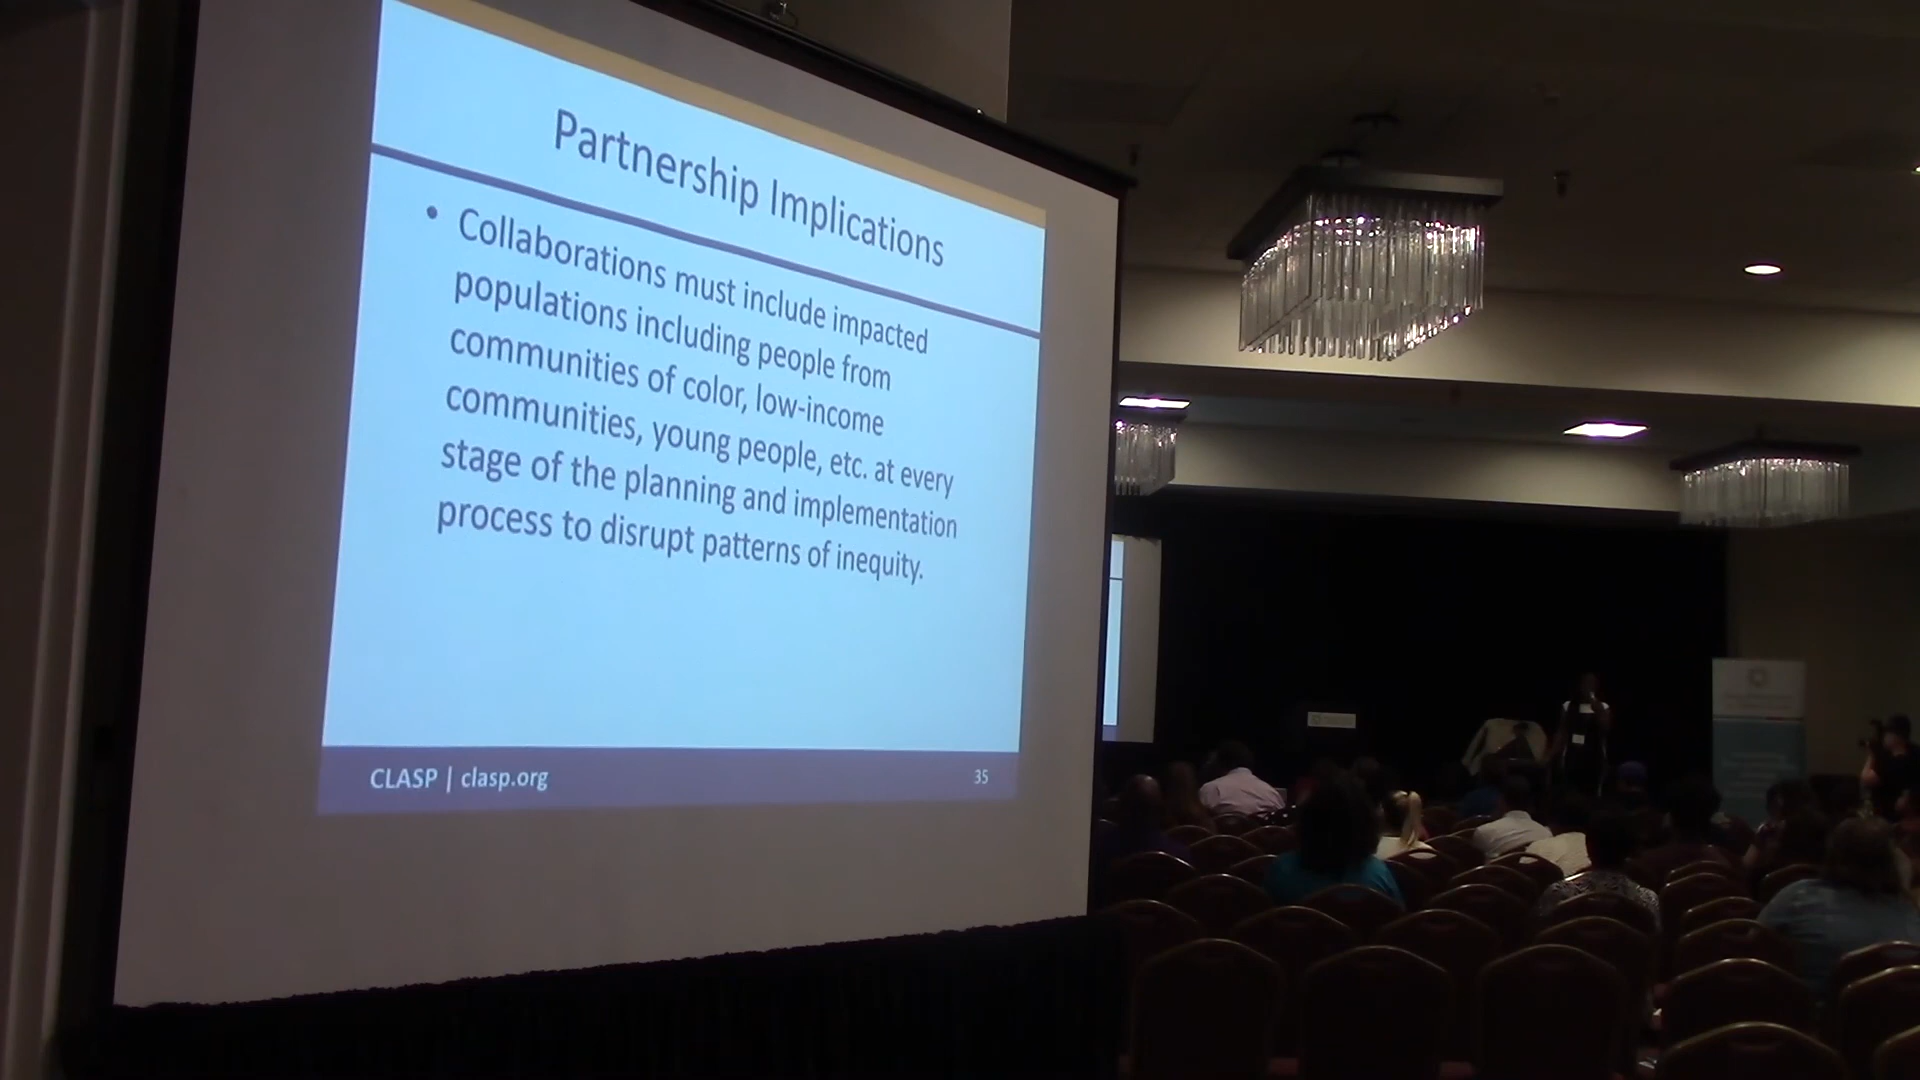 Partnership Implications
• Collaborations must include impacted
populations including people from
communities of color, low-income
communities, young people, etc. at every
stage of the planning and implementation
process to disrupt patterns of inequity.
CLASP | clasp.org
35